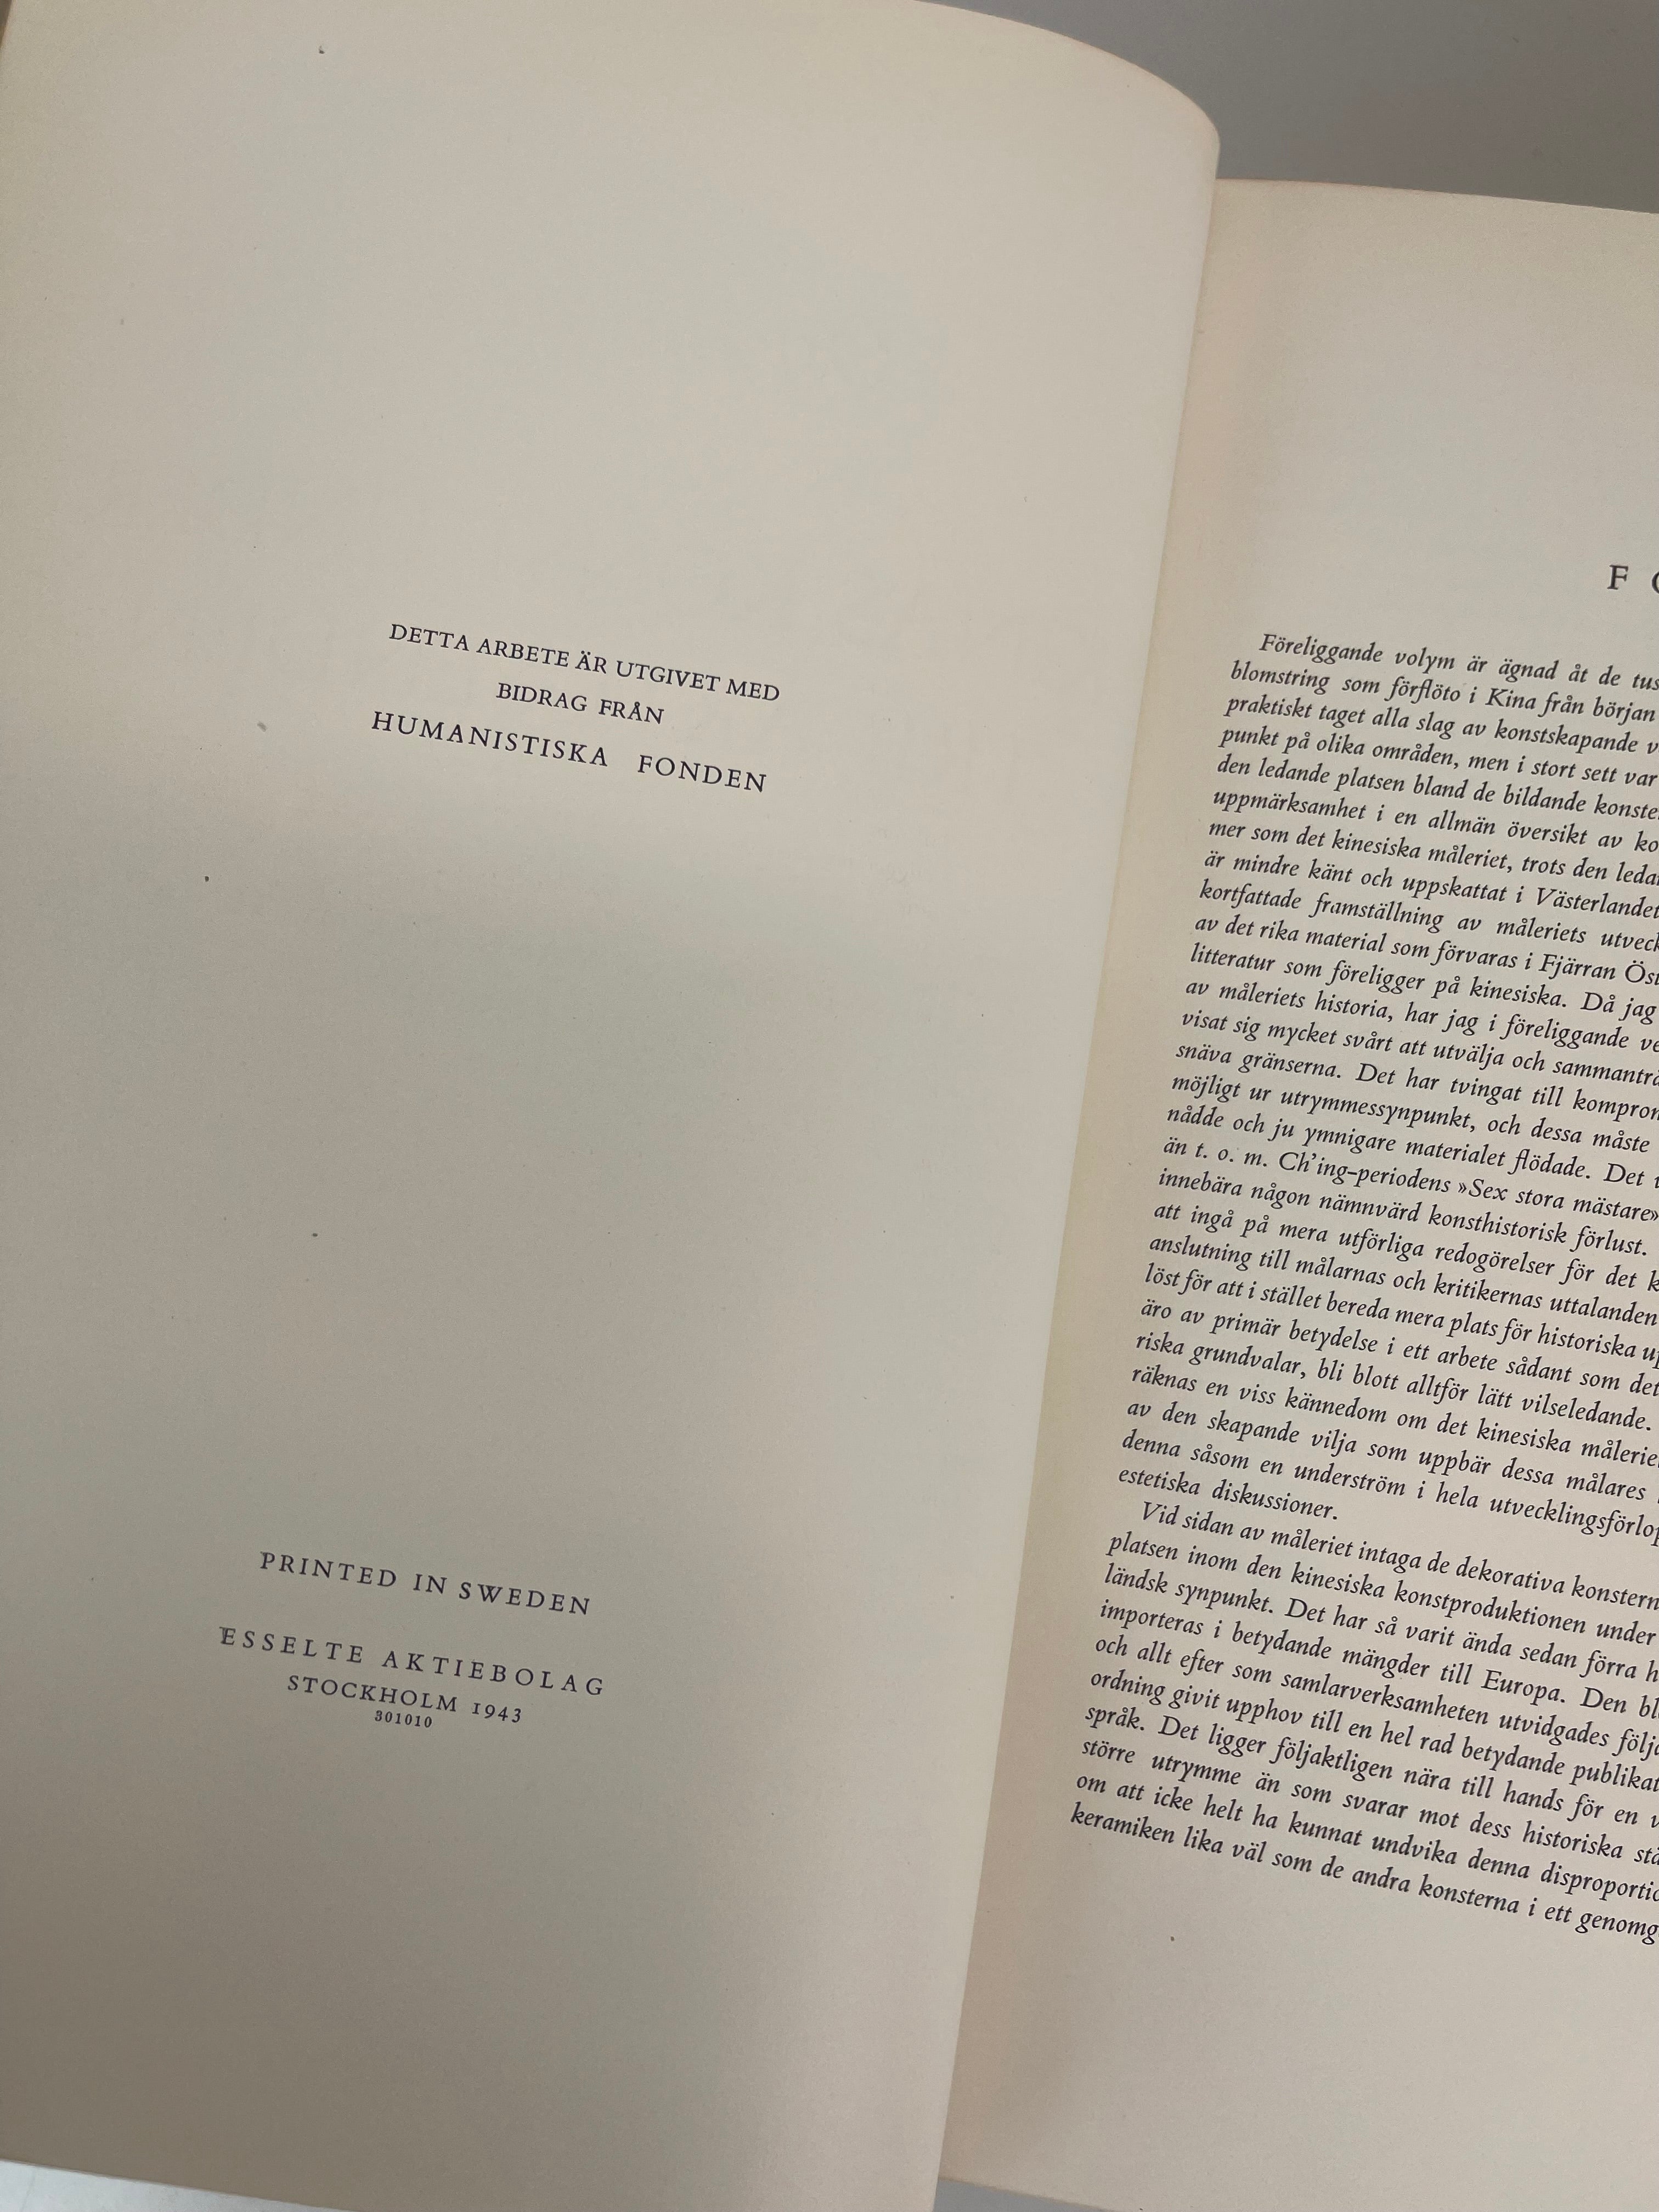 DETTA ARBETE ÄR UTGIVET MED
BIDRAG FRÅN
HUMANISTISKA FONDEN
PRINTED IN SWEDEN
ESSELTE AKTIEBOLAG
STOCKHOLM 1943
301010
F
Föreliggande volym är ägnad åt de
blomstring som förflöto i Kina från början
praktiskt taget alla slag av konstskapande
punkt på olika områden, men i stort sett var
den ledande platsen bland de bildande
uppmärksamhet i en allmän översikt av
mer som det kinesiska måleriet, trots den
är mindre känt och uppskattat i Västerlandet
kortfattade framställning av måleriets
av det rika material som förvaras i Fjärran
litteratur som föreligger på kinesiska. Då jag
av måleriets historia, har jag i föreliggande
visat sig mycket svårt att utvälja och
snäva gränserna. Det har tvingat till
möjligt ur utrymmessynpunkt, och dessa måste
nådde och ju ymnigare materialet flödade. Det
än t. o. m. Ch'ing-periodens »Sex stora mästare»
innebära någon nämnvärd konsthistorisk förlust.
att ingå på mera utförliga redogörelser för det
anslutning till målarnas och kritikernas uttalanden
löst för att i stället bereda mera plats för historiska
äro av primär betydelse i ett arbete sådant som det
riska grundvalar, bli blott alltför lätt vilseledande.
räknas en viss kännedom om det kinesiska
av den skapande vilja som uppbär dessa målares
denna såsom en underström i hela
estetiska diskussioner.
Vid sidan av måleriet intaga de dekorativa
platsen inom den kinesiska konstproduktionen under
ländsk synpunkt. Det har så varit ända sedan förra
importeras i betydande mängder till Europa. Den
och allt efter som samlarverksamheten utvidgades
ordning givit upphov till en hel rad betydande
språk. Det ligger följaktligen nära till hands för en
större utrymme än som svarar mot dess historiska
om att icke helt ha kunnat undvika denna
keramiken lika väl som de andra konsterna i ett